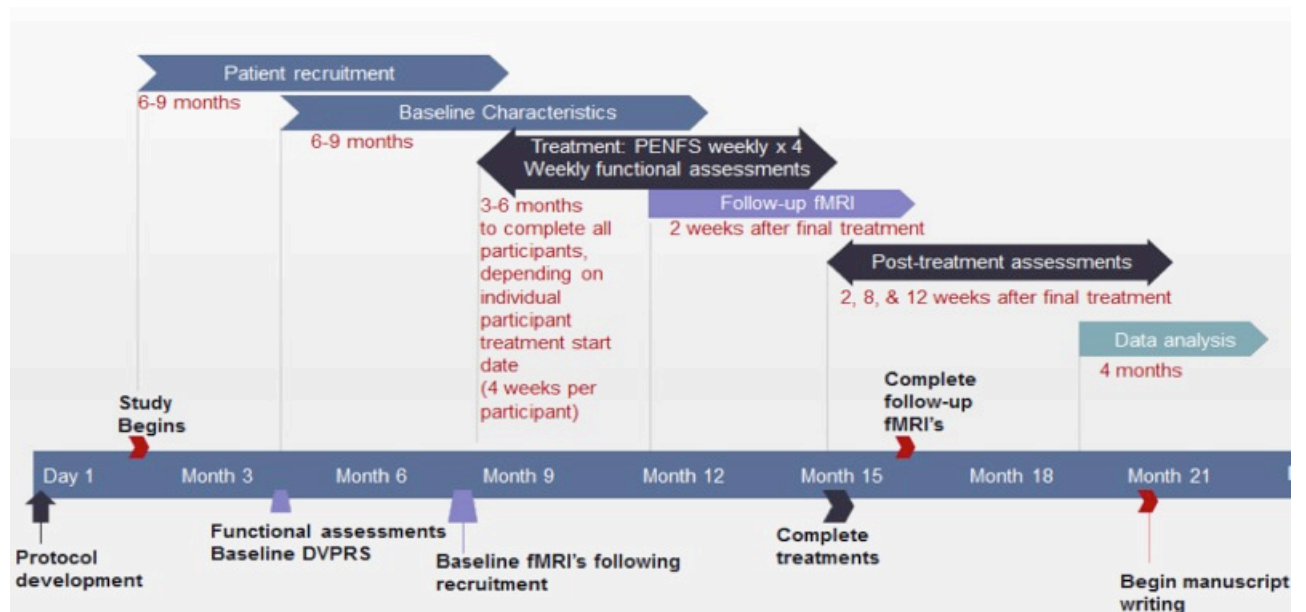 Patient recruitment
6-9 months
Baseline Characteristics
6-9 months
Treatment: PENFS weekly x 4
Weekly functional assessments
3-6 months
to complete all
participants,
depending on
individual
participant
treatment start
date
(4 weeks per
participant)
Follow-up fMRI
2 weeks after final treatment
Post-treatment assessments
2, 8, & 12 weeks after final treatment
Data analysis
4 months
Study
Begins
Complete
follow-up
fMRI's
Day 1
Month 3
Month 6
Month 9
Month 12
Month 15
Month 18
Month 21
Protocol
development
Functional assessments
Baseline DVPRS
Baseline fMRI's following
recruitment
Complete
treatments
Begin manuscript
writing